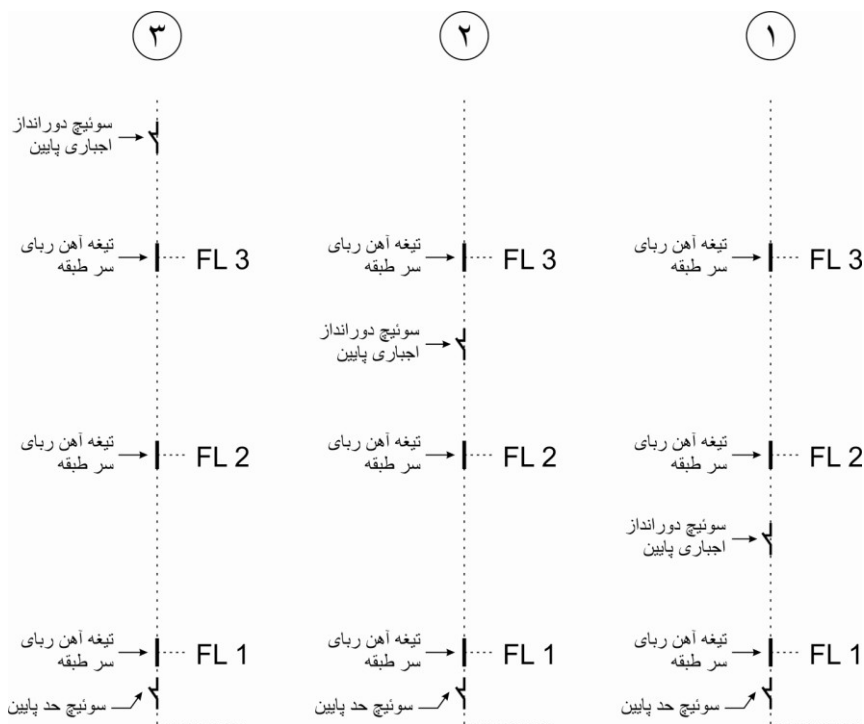 ۱
۲
۳
سوئیچ دورانداز
اجباری پایین
تیغه آهن ربای
سر طبقه
FL 3
تیغه آهن ربای
سر طبقه
FL 3
تیغه آهن ربای
سر طبقه
FL 3
سوئیچ دورانداز
اجباری پایین
تیغه آهن ربای
سر طبقه
FL 2
تیغه آهن ربای
سر طبقه
FL 2
تیغه آهن ربای
سر طبقه
FL 2
سوئیچ دورانداز
اجباری پایین
تیغه آهن ربای
سر طبقه
FL 1
تیغه آهن ربای
سر طبقه
FL 1
تیغه آهن ربای
سر طبقه
FL 1
سوئیچ حد پایین
سوئیچ حد پایین
سوئیچ حد پایین